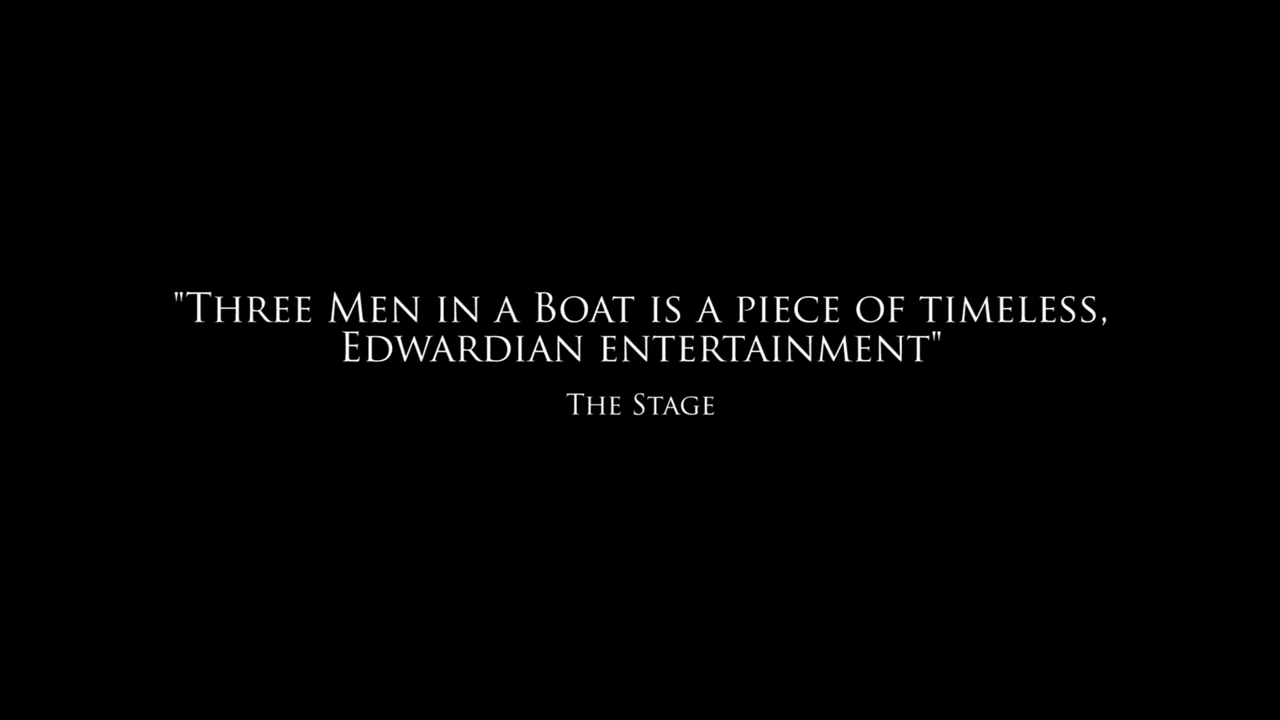 "Three Men in a Boat is a piece of timeless,
Edwardian entertainment"
The Stage